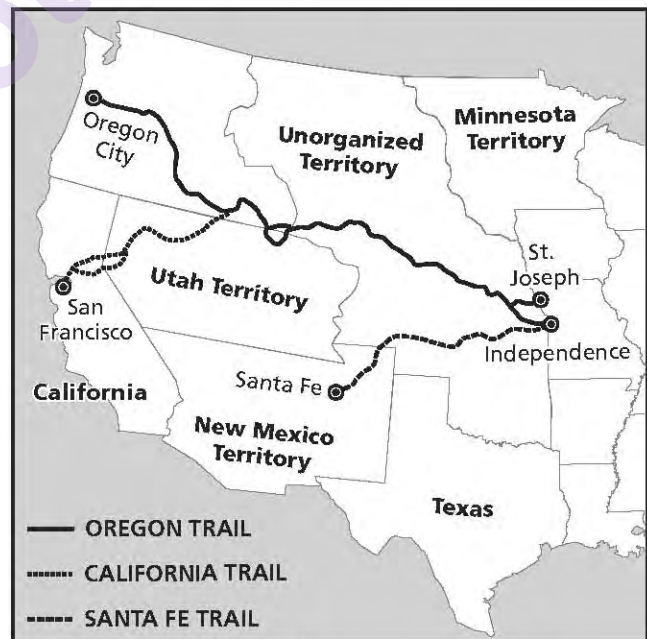 Oregon
City
Unorganized
Territory
Minnesota
Territory
St.
Joseph
Utah Territory
San
Francisco
Independence
California
Santa Fe
New Mexico
Territory
Texas
OREGON TRAIL
CALIFORNIA TRAIL
SANTA FE TRAIL